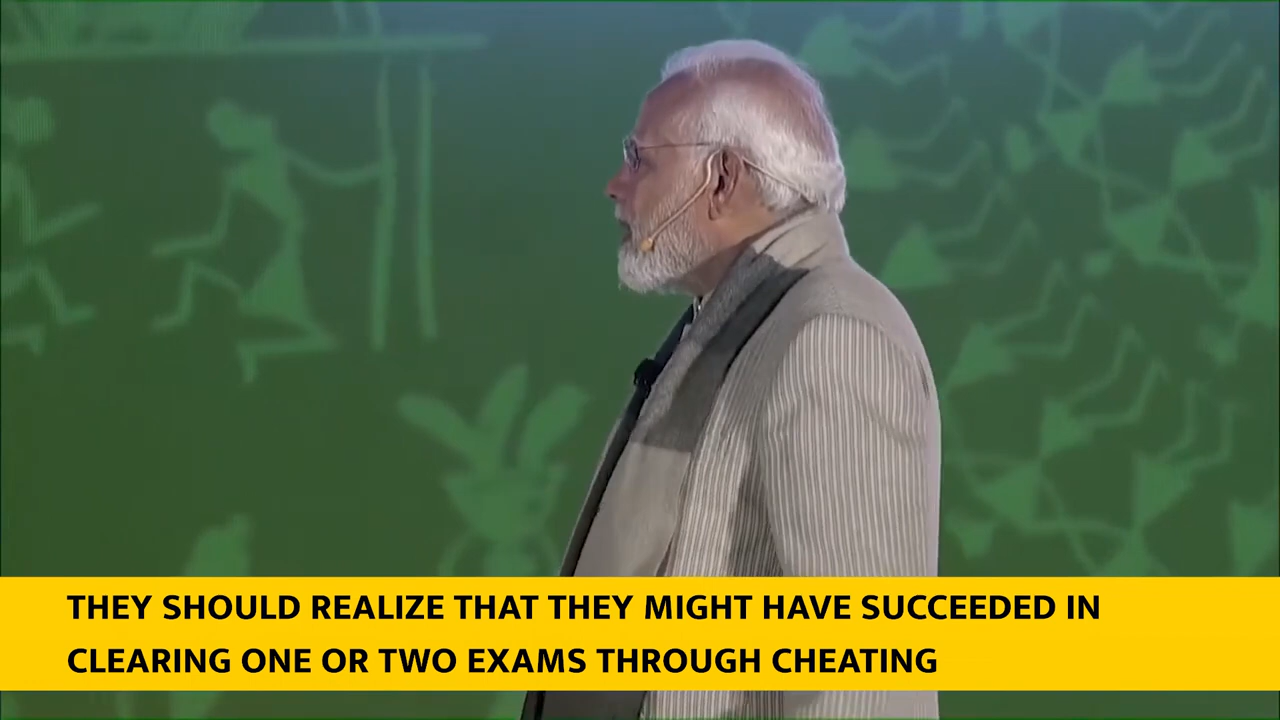 THEY SHOULD REALIZE THAT THEY MIGHT HAVE SUCCEEDED IN
CLEARING ONE OR TWO EXAMS THROUGH CHEATING